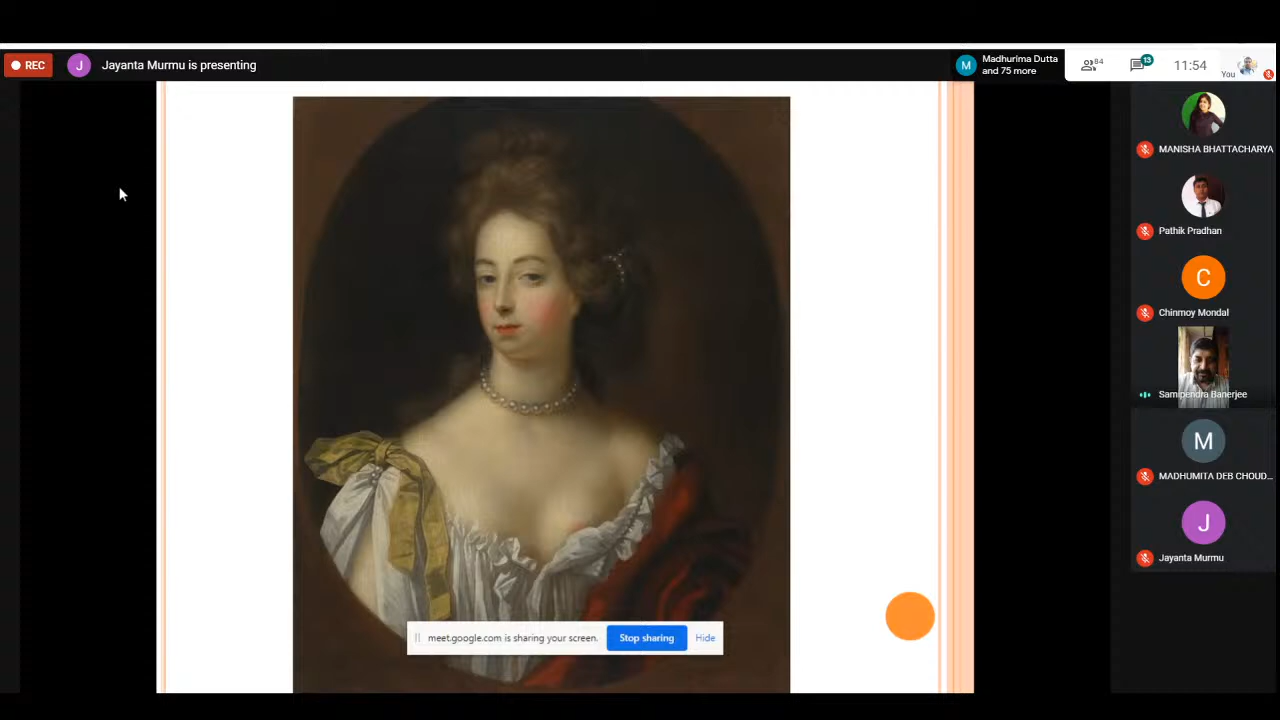 REC
J
Jayanta Murmu is presenting
M
Madhurima Dutta
and 75 more
84
13
11:54
You
MANISHA BHATTACHARYA
Pathik Pradhan
C
Chinmoy Mondal
Samipendra Banerjee
M
MADHUMITA DEB CHOUD...
J
Jayanta Murmu
meet.google.com is sharing your screen.
Stop sharing
Hide